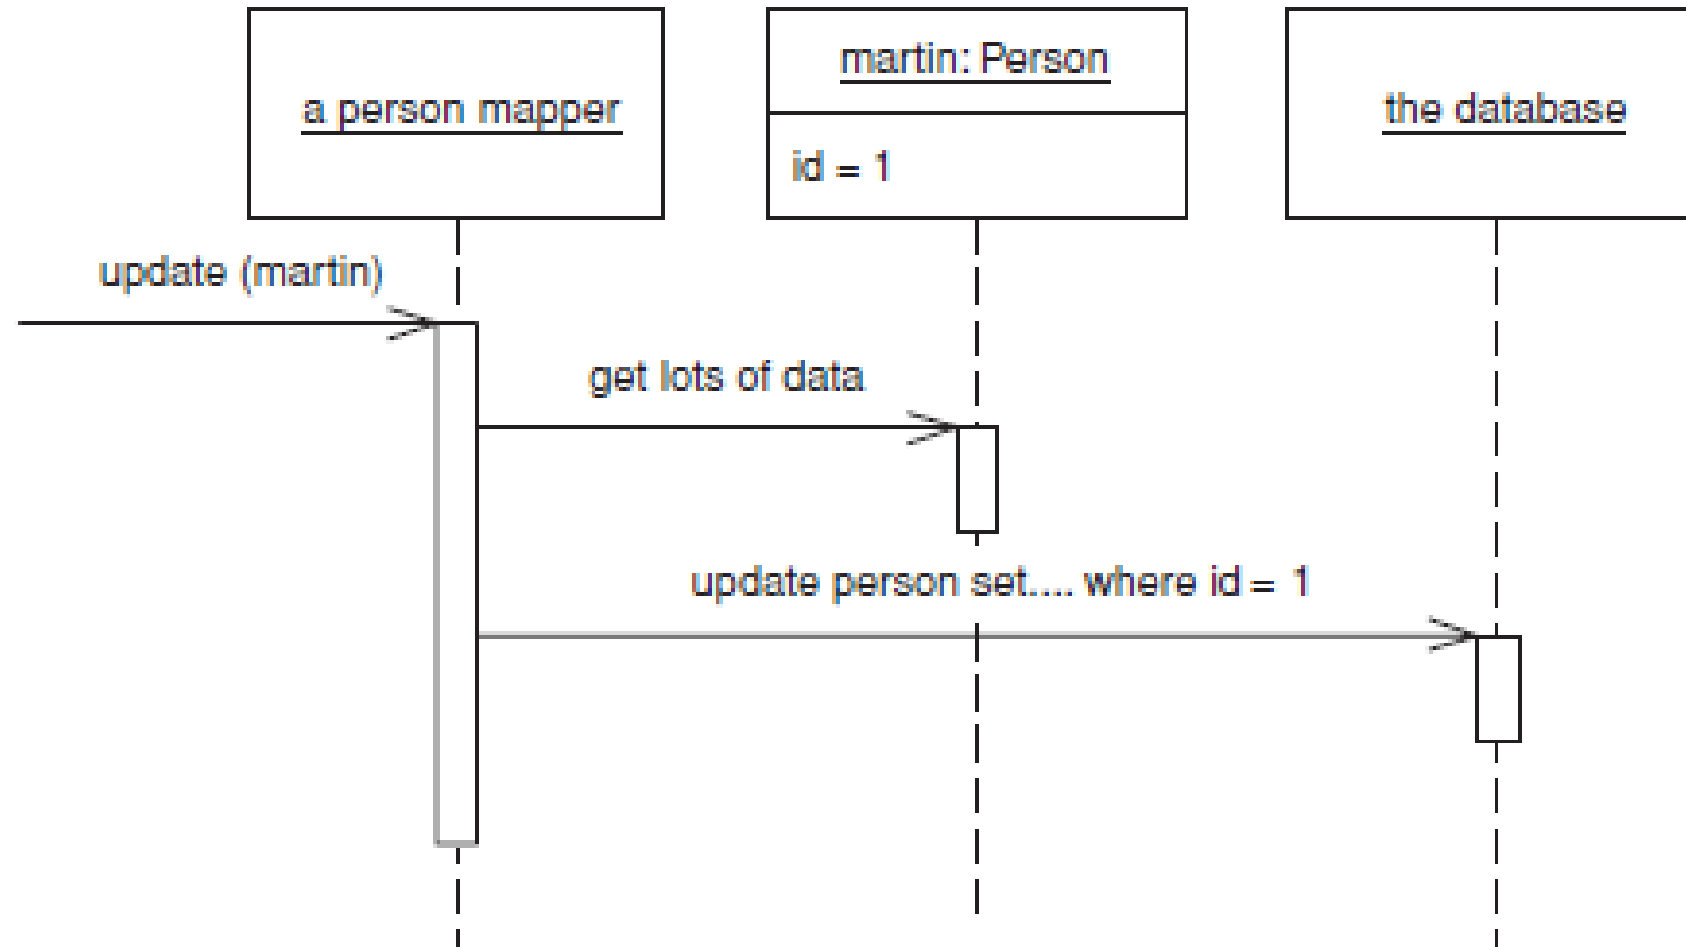 a person mapper
martin: Person
id = 1
the database
update (martin)
get lots of data
update person set.... where id = 1